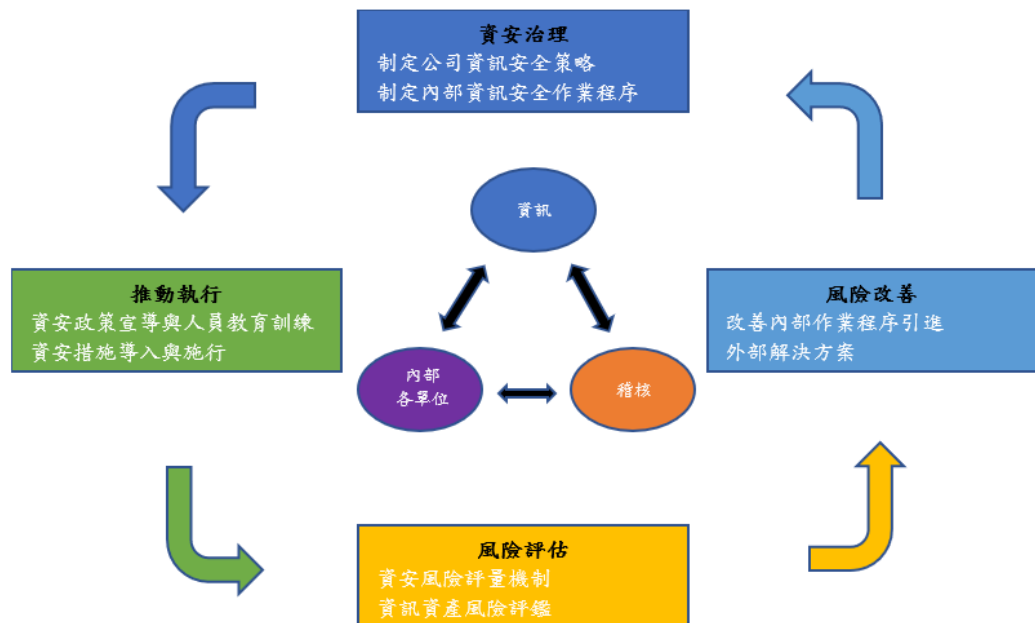 資安治理
制定公司資訊安全策略
制定內部資訊安全作業程序
資訊
推動執行
資安政策宣導與人員教育訓練
資安措施導入與施行
風險改善
改善內部作業程序引進
外部解決方案
內部
各單位
稽核
風險評估
資安風險評量機制
資訊資產風險評鑑